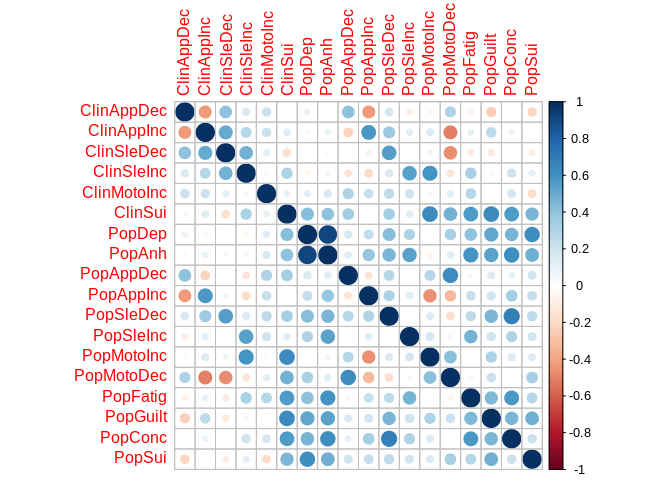 ClinAppDec
ClinAppInc
ClinSleDec
ClinSleInc
ClinMotoInc
ClinSui
PopDep
PopAnh
PopAppDec
PopAppInc
PopSleDec
PopSleInc
PopMotoInc
PopMotoDec
PopFatig
PopGuilt
PopConc
PopSui
ClinAppDec
ClinAppInc
ClinSleDec
ClinSleInc
ClinMotoInc
ClinSui
PopDep
PopAnh
PopAppDec
PopAppInc
PopSleDec
PopSleInc
PopMotoInc
PopMotoDec
PopFatig
PopGuilt
PopConc
PopSui
1
0.8
0.6
0.4
0.2
0
-0.2
-0.4
-0.6
-0.8
-1